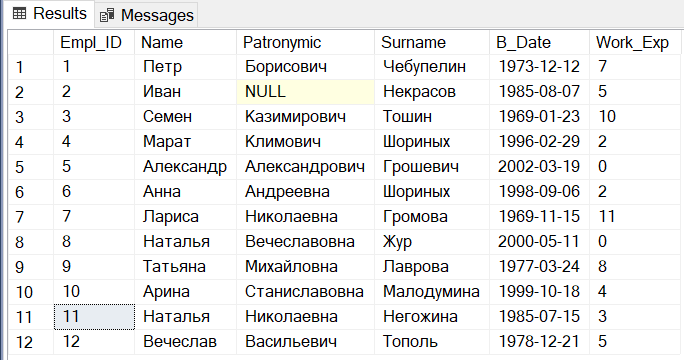 Results Messages
Empl_ID Name Patronymic Surname B_Date Work_Exp
1 1 Петр Борисович Чебупелин 1973-12-12 7
2 2 Иван NULL Некрасов 1985-08-07 5
3 3 Семен Казимирович Тошин 1969-01-23 10
4 4 Марат Климович Шориных 1996-02-29 2
5 5 Александр Александрович Грошевич 2002-03-19 0
6 6 Анна Андреевна Шориных 1998-09-06 2
7 7 Лариса Николаевна Громова 1969-11-15 11
8 8 Наталья Вечеславовна Жур 2000-05-11 0
9 9 Татьяна Михайловна Лаврова 1977-03-24 8
10 10 Арина Станиславовна Малодумина 1999-10-18 4
11 11 Наталья Николаевна Негожина 1985-07-15 3
12 12 Вечеслав Васильевич Тополь 1978-12-21 5